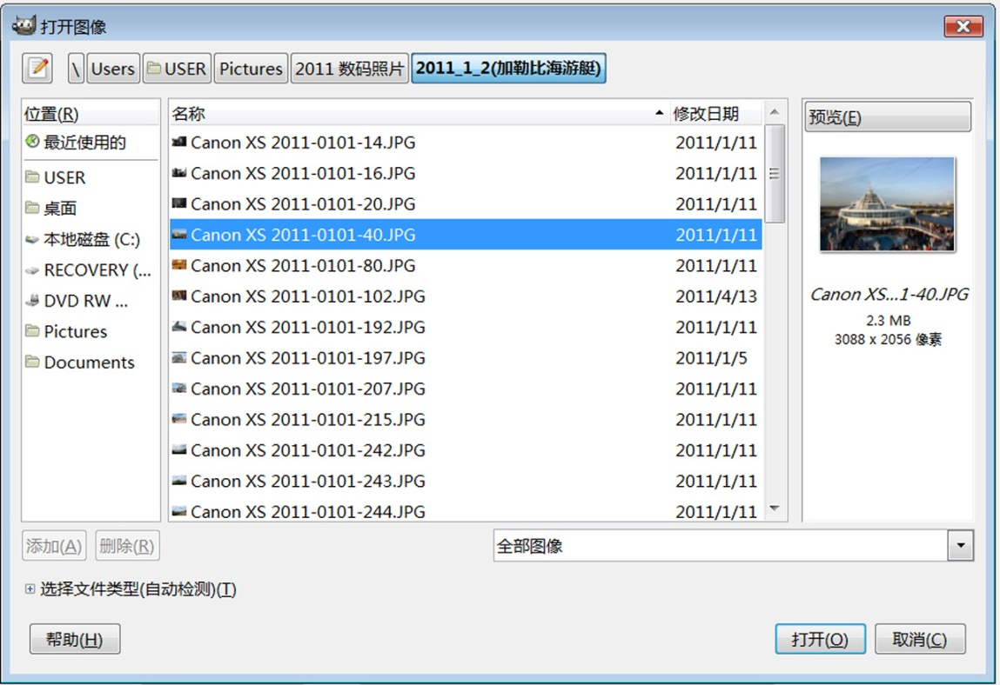 打开图像
\ Users USER Pictures 2011 数码照片 2011_1_2(加勒比海游艇)
位置(R)
最近使用的
USER
桌面
本地磁盘 (C:)
RECOVERY (...
DVD RW ...
Pictures
Documents
名称 修改日期
Canon XS 2011-0101-14.JPG 2011/1/11
Canon XS 2011-0101-16.JPG 2011/1/11
Canon XS 2011-0101-20.JPG 2011/1/11
Canon XS 2011-0101-40.JPG 2011/1/11
Canon XS 2011-0101-80.JPG 2011/1/11
Canon XS 2011-0101-102.JPG 2011/4/13
Canon XS 2011-0101-192.JPG 2011/1/11
Canon XS 2011-0101-197.JPG 2011/1/5
Canon XS 2011-0101-207.JPG 2011/1/11
Canon XS 2011-0101-215.JPG 2011/1/11
Canon XS 2011-0101-242.JPG 2011/1/11
Canon XS 2011-0101-243.JPG 2011/1/11
Canon XS 2011-0101-244.JPG 2011/1/11
预览(E)
Canon XS...1-40.JPG
2.3 MB
3088 x 2056 像素
添加(A) 删除(R) 全部图像
选择文件类型(自动检测)(T)
帮助(H) 打开(O) 取消(C)